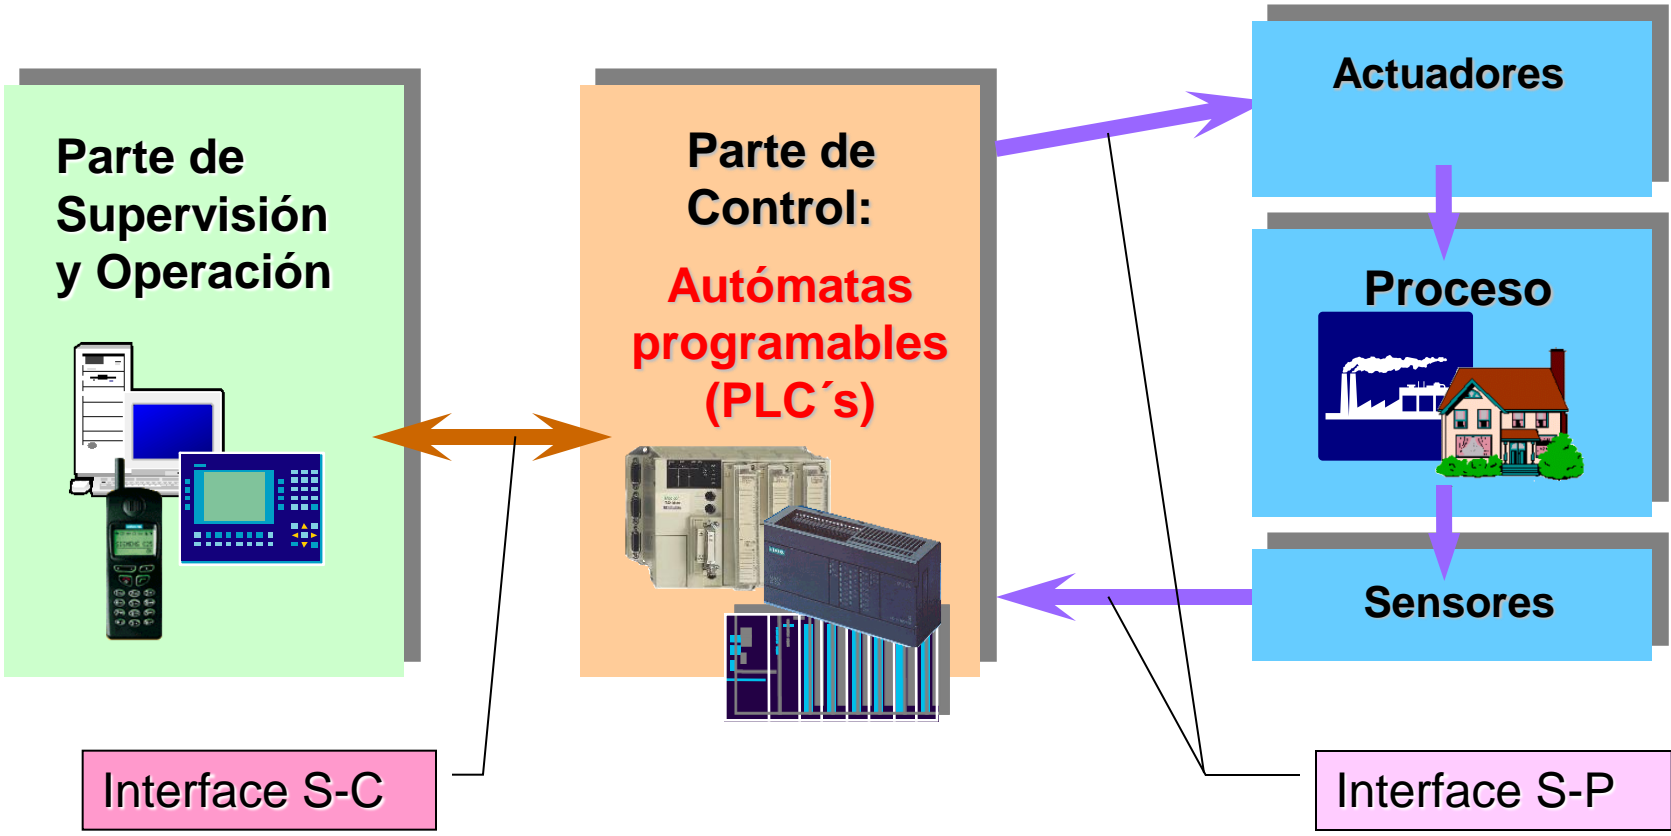 Parte de
Supervisión
y Operación
Parte de
Control:
Autómatas
programables
(PLC´s)
Actuadores
Proceso
Sensores
Interface S-C
Interface S-P